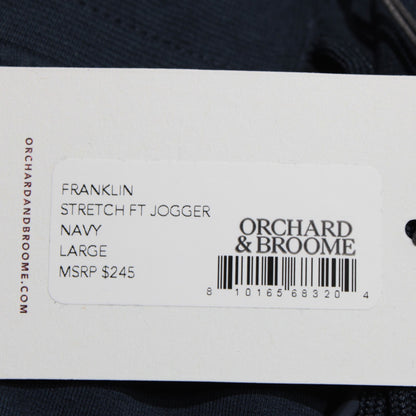 ORCHARDANDBROOME.COM
FRANKLIN
STRETCH FT JOGGER
NAVY
LARGE
MSRP $245
ORCHARD
& BROOME
8 10165 68320 4